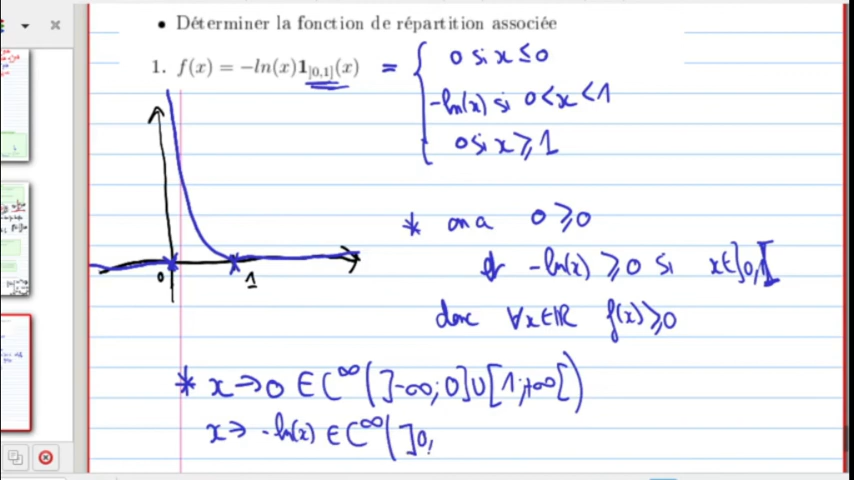 • Déterminer la fonction de répartition associée
0 si x ≤ 0
1. f(x) = −ln(x)1_{]0,1]}(x) = { -ln(x) si 0 < x < 1
0 si x ⩾ 1
* on a 0 ⩾ 0
-ln(x) ⩾ 0 si x ∈ ]0,1[
0 1
donc ∀x∈ℝ f(x) ⩾ 0
* x → 0 ∈ C^∞ (]-∞; 0] ∪ [1; +∞[)
x → -ln(x) ∈ C^∞ (]0,